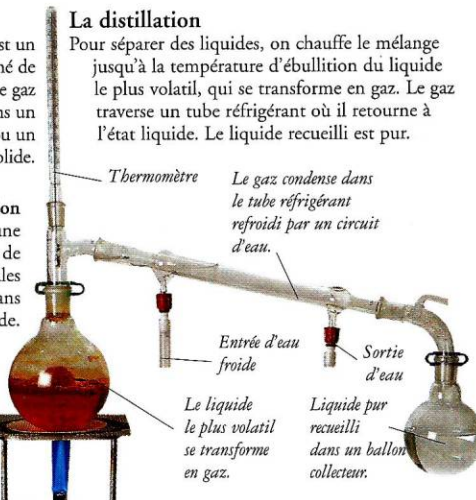 La distillation
Pour séparer des liquides, on chauffe le mélange
jusqu'à la température d'ébullition du liquide
le plus volatil, qui se transforme en gaz. Le gaz
traverse un tube réfrigérant où il retourne à
l'état liquide. Le liquide recueilli est pur.
st un
né de
e gaz
ns un
ou un
olide.
on
une
de
les
ans
de.
Thermomètre
Le gaz condense dans
le tube réfrigérant
refroidi par un circuit
d'eau.
Entrée d'eau
froide
Sortie
d'eau
Le liquide
le plus volatil
se transforme
en gaz.
Liquide pur
recueilli
dans un ballon
collecteur.